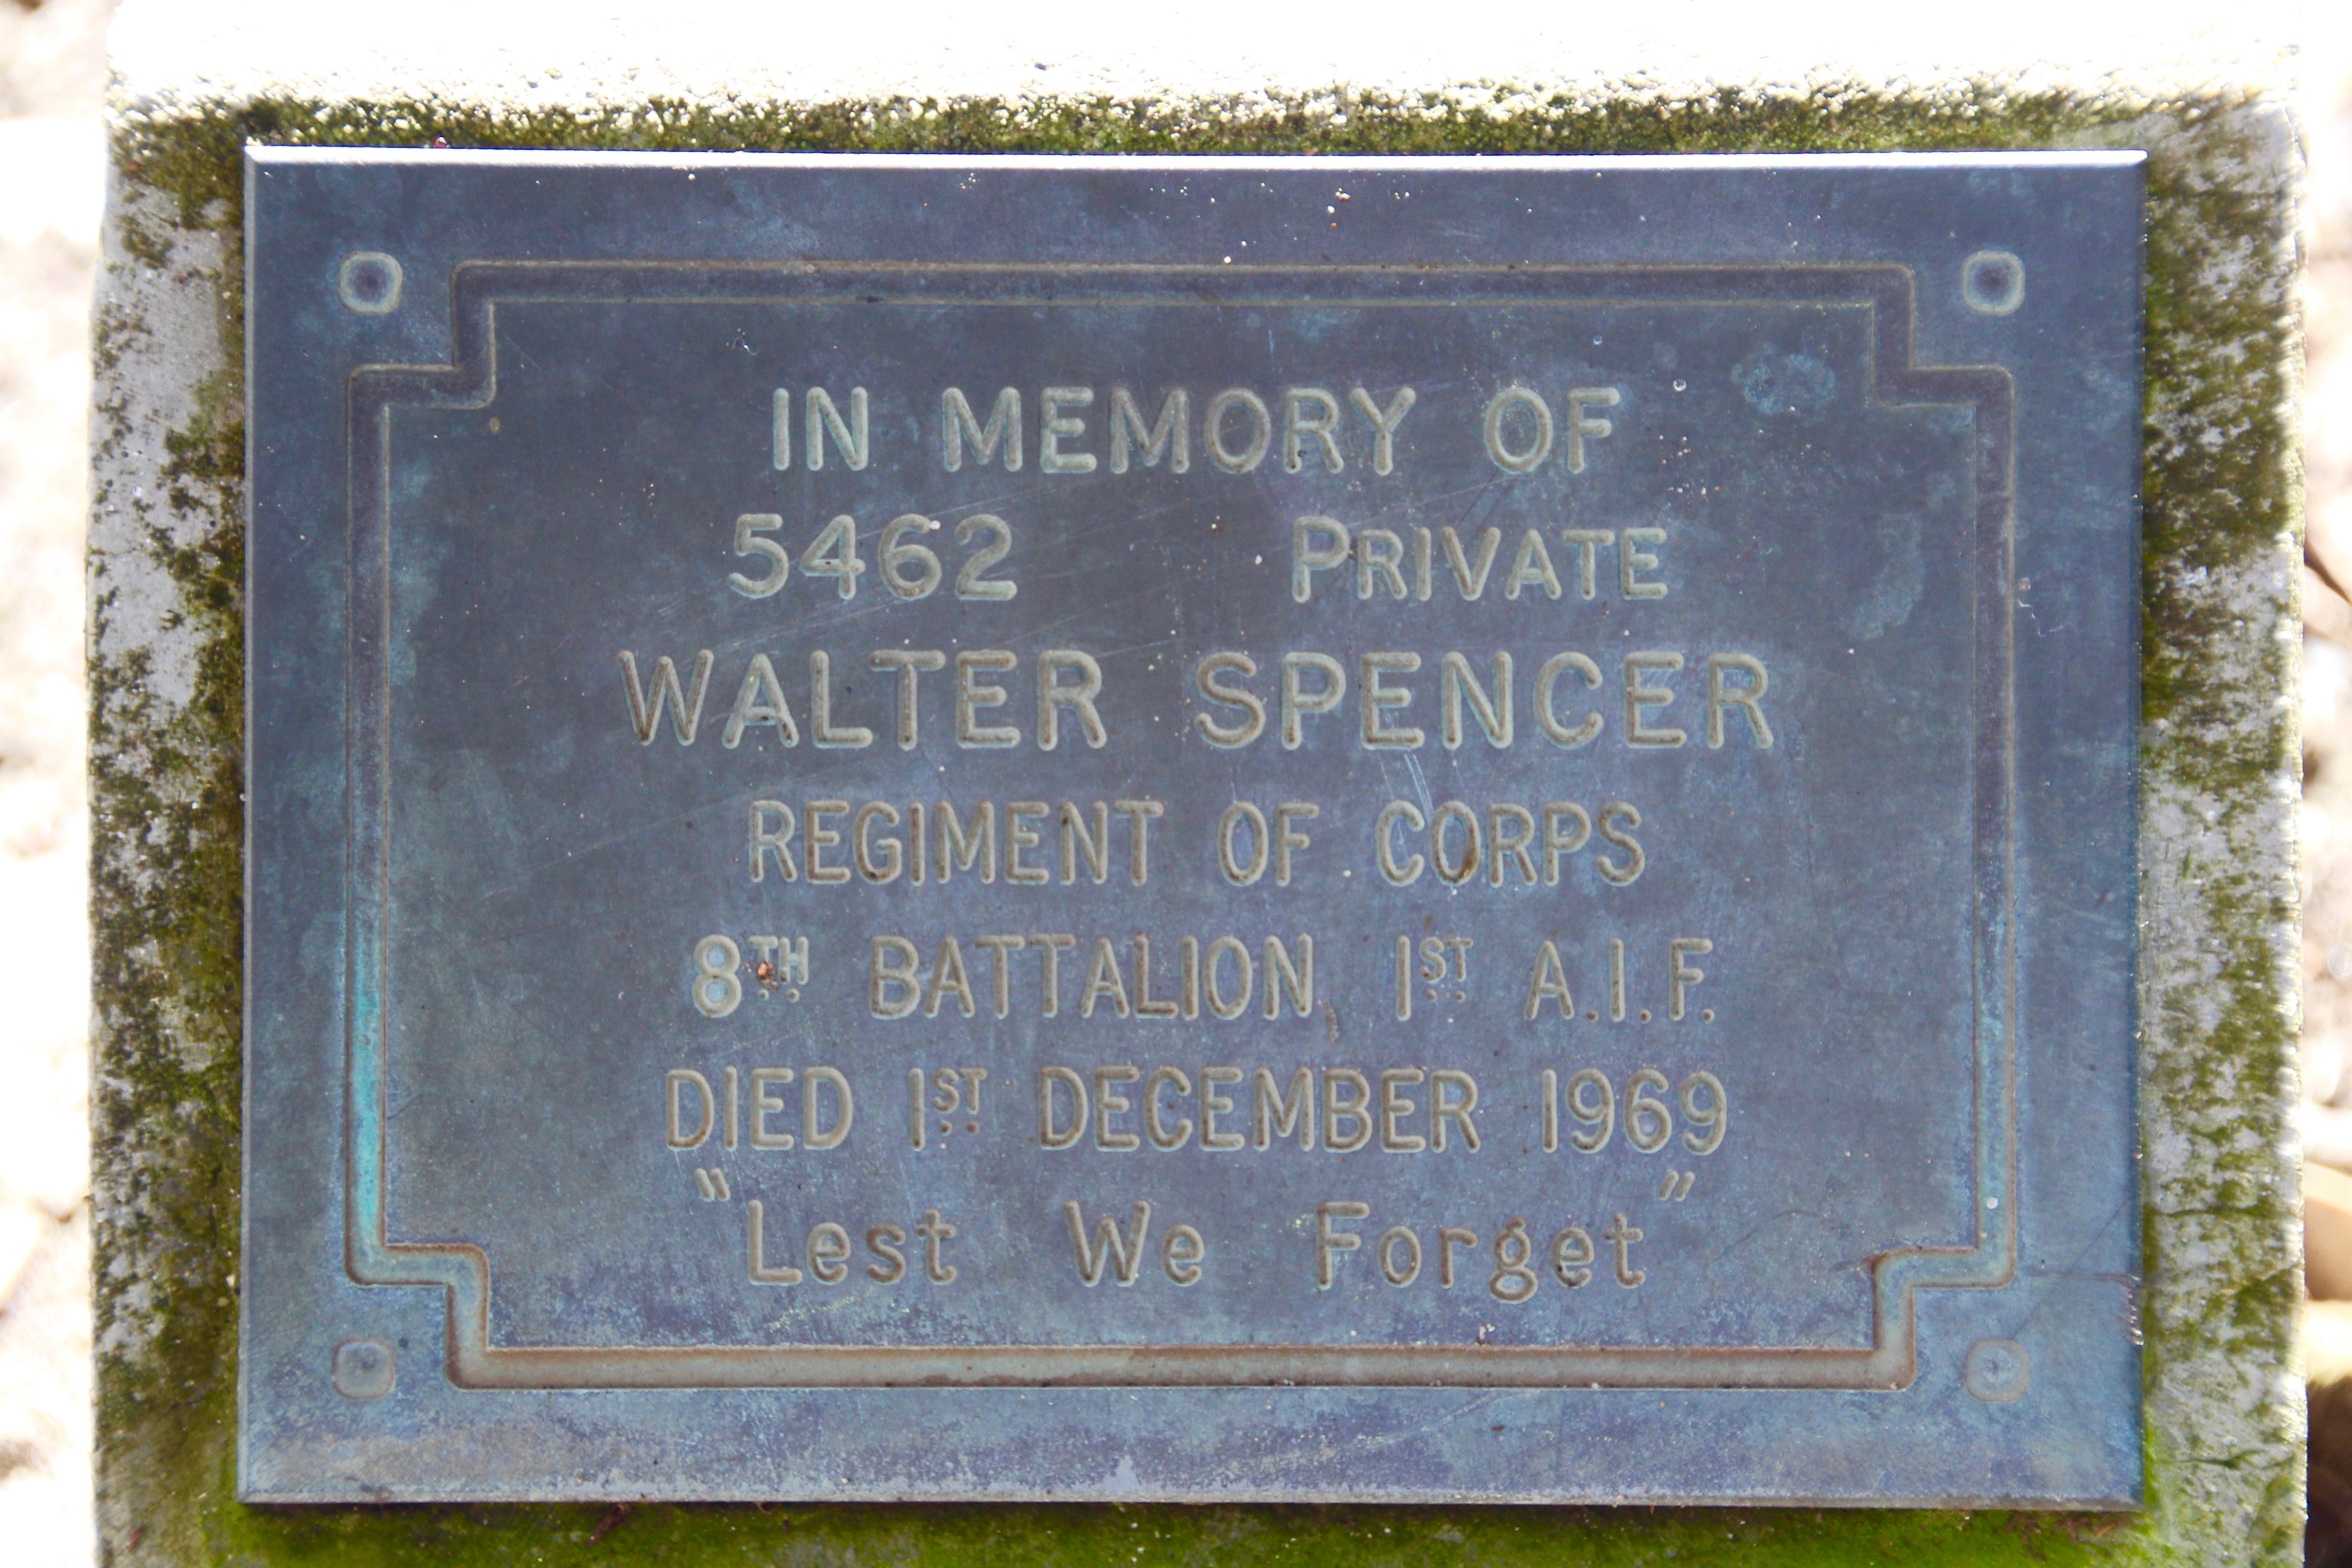 IN MEMORY OF
5462 PRIVATE
WALTER SPENCER
REGIMENT OF CORPS
8TH BATTALION, 1ST A.I.F.
DIED 1ST DECEMBER 1969
"Lest We Forget"